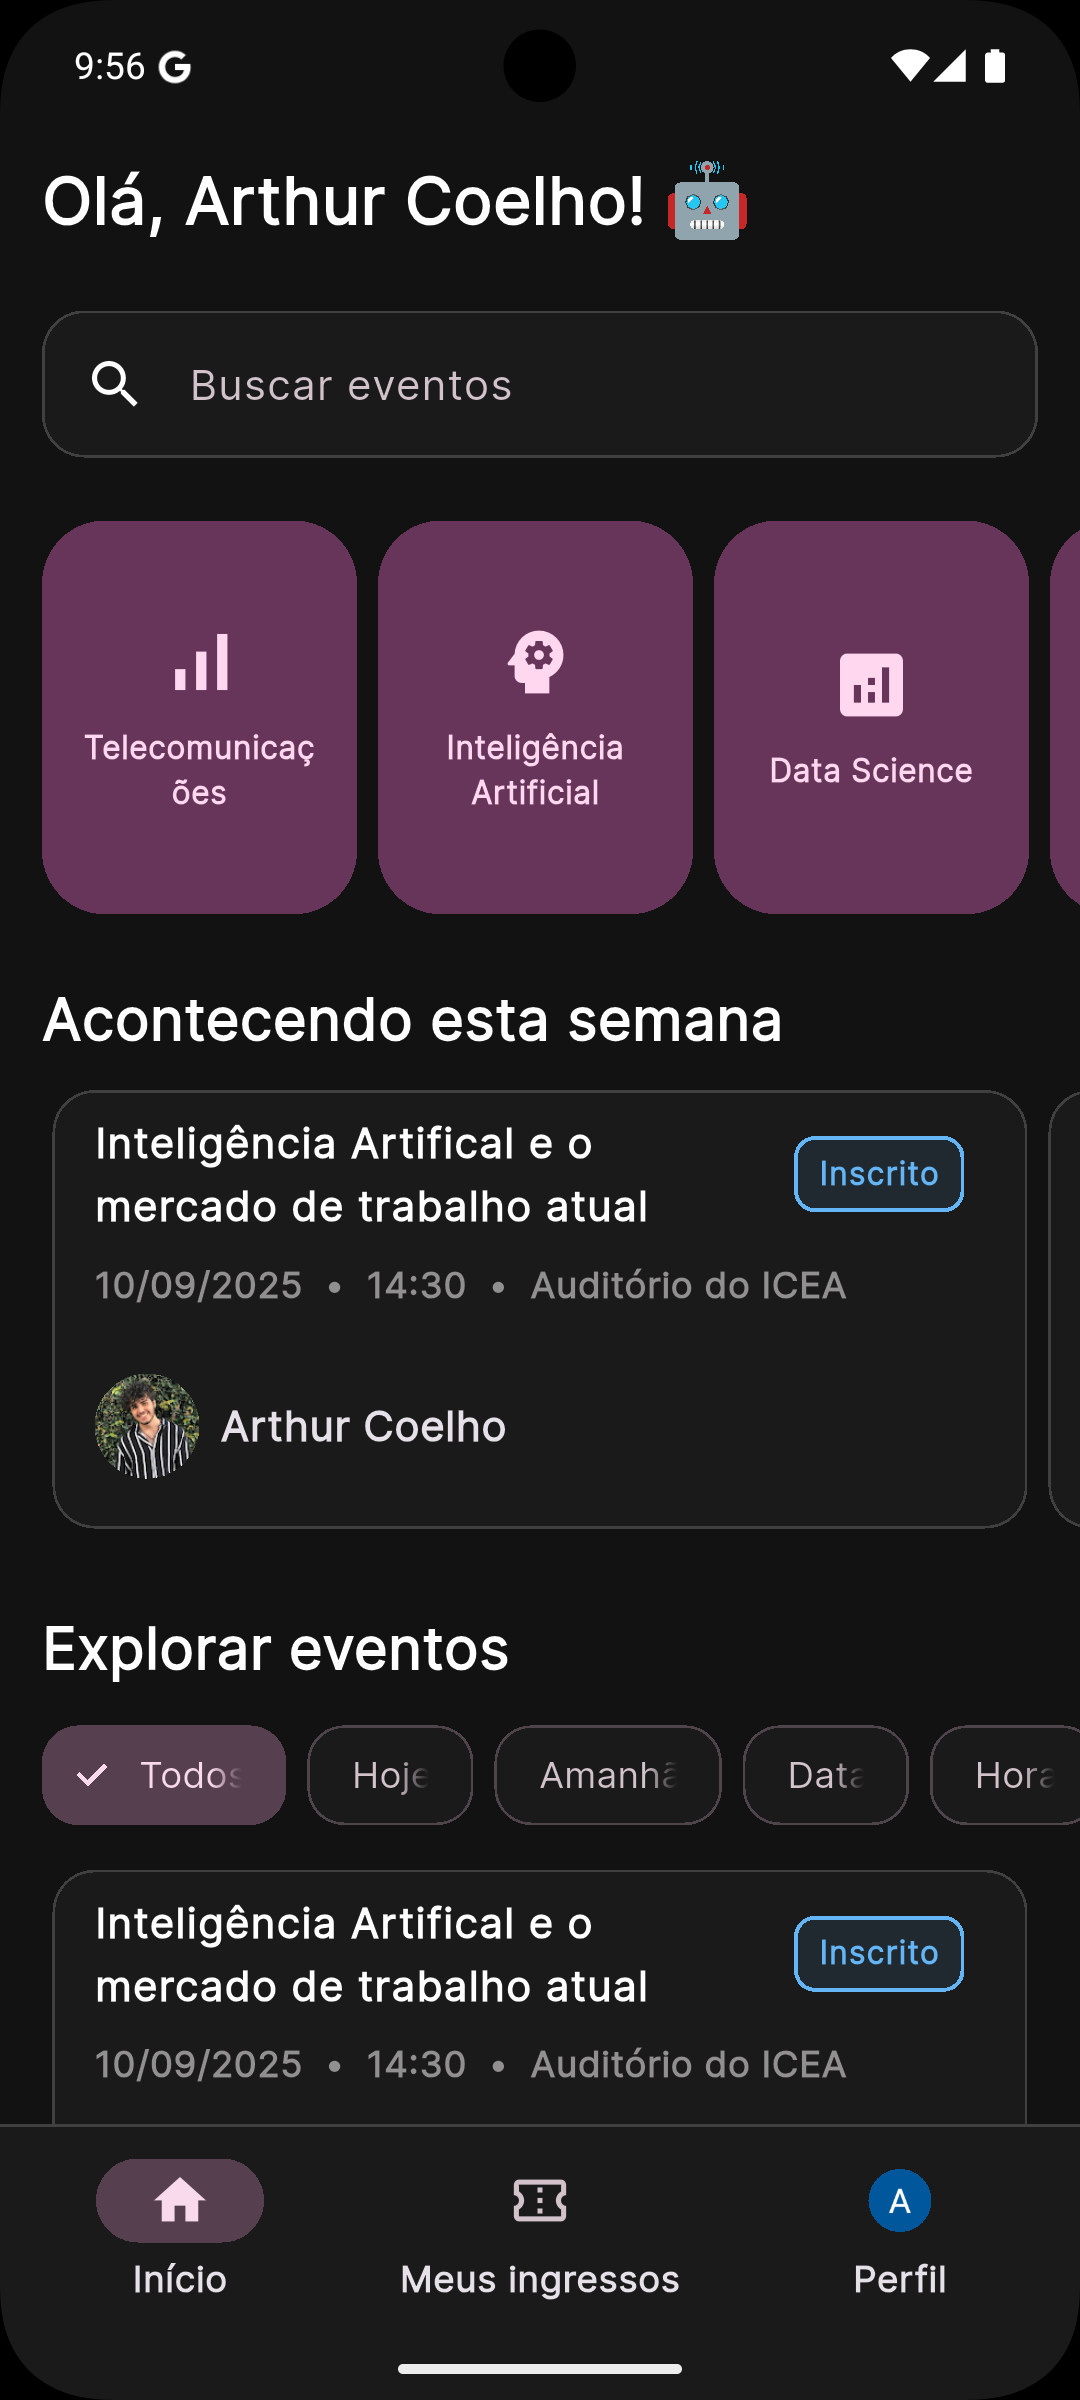 9:56
Olá, Arthur Coelho!
Buscar eventos
Telecomunicaç
ões
Inteligência
Artificial
Data Science
Acontecendo esta semana
Inteligência Artifical e o
mercado de trabalho atual
Inscrito
10/09/2025 • 14:30 • Auditório do ICEA
Arthur Coelho
Explorar eventos
Todos
Hoje
Amanhã
Data
Hora
Inteligência Artifical e o
mercado de trabalho atual
Inscrito
10/09/2025 • 14:30 • Auditório do ICEA
A
Início
Meus ingressos
Perfil